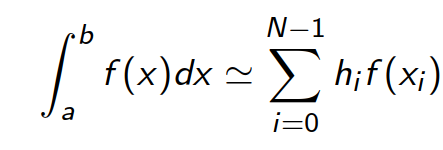 ∫_a^b f(x)dx ≃ ∑_{i=0}^{N−1} h_i f(x_i)